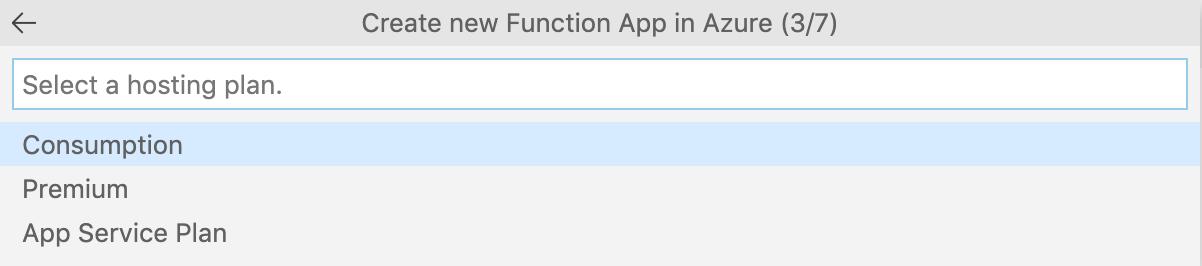 Create new Function App in Azure (3/7)
Select a hosting plan.
Consumption
Premium
App Service Plan